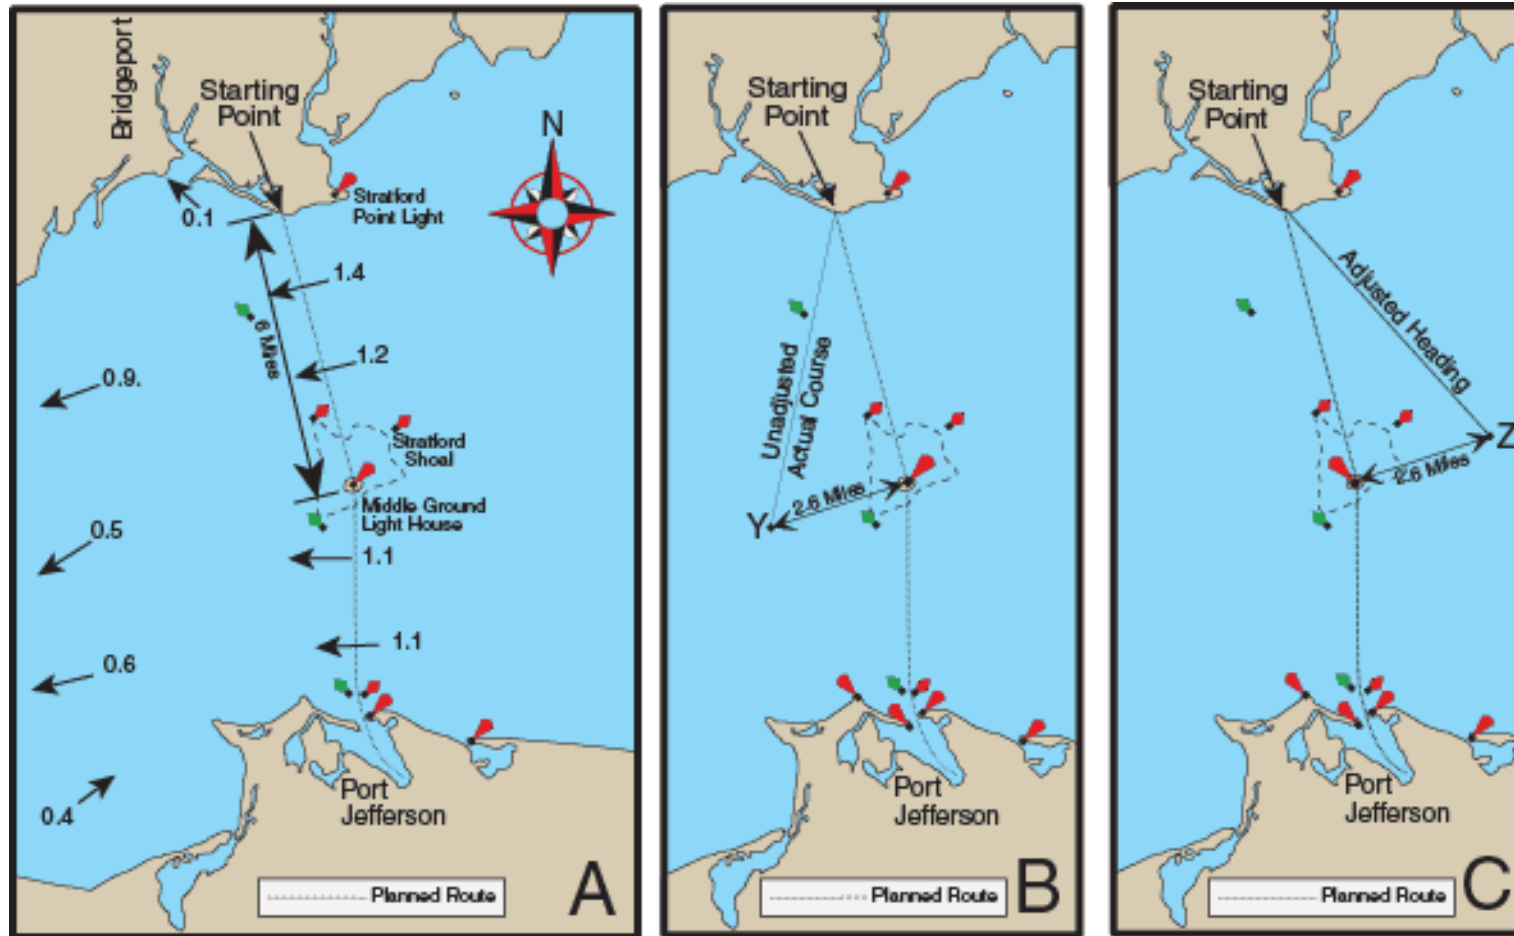 Bridgeport
Starting
Point
N
Stratford
Point Light
0.1
1.4
6 Miles
1.2
0.9.
Stratford
Shoal
Middle Ground
Light House
0.5
1.1
1.1
0.6
0.4
Port
Jefferson
Planned Route
A
Starting
Point
Unadjusted
Actual Course
2.6 Miles
Y
Port
Jefferson
Planned Route
B
Starting
Point
Adjusted Heading
Z
2.6 Miles
Port
Jefferson
Planned Route
C